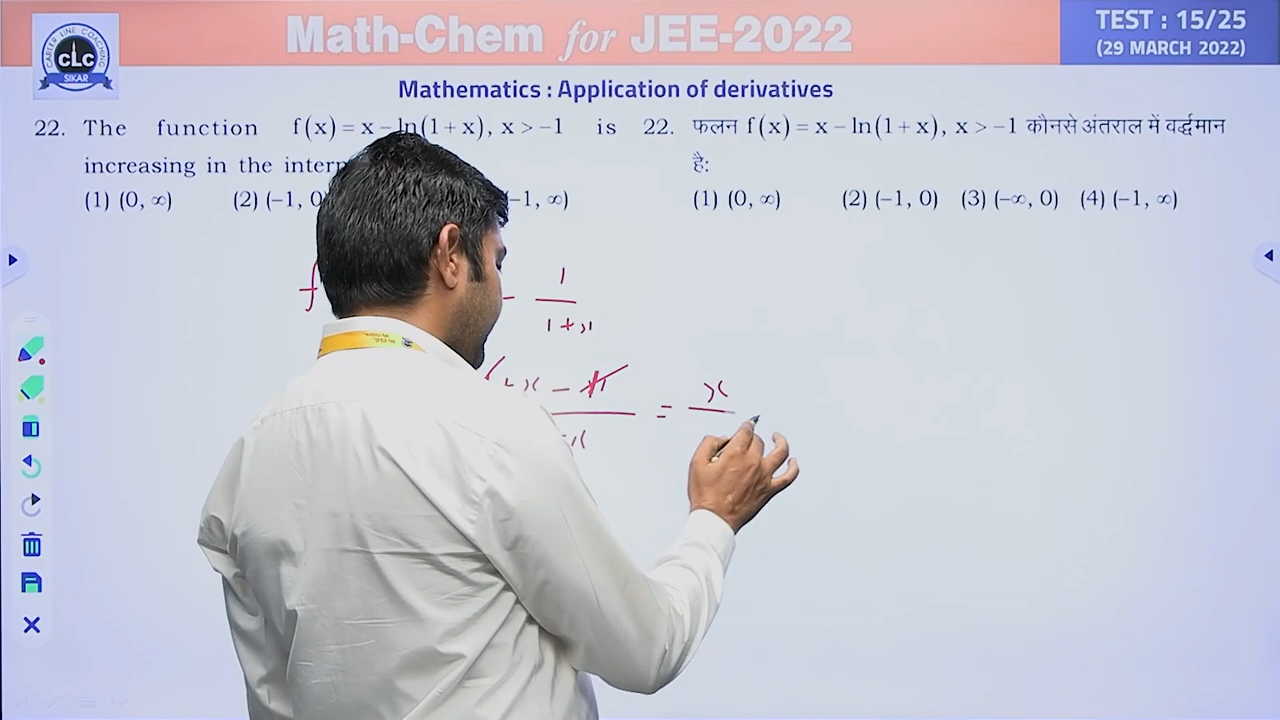 CAREER LINE COACHING
CLC
SIKAR
Math-Chem for JEE-2022
TEST : 15/25
(29 MARCH 2022)
Mathematics : Application of derivatives
22. The function f(x) = x – ln(1 + x), x > –1 is
increasing in the
(1) (0, ∞) (2) (–1, 0 –1, ∞)
22. फलन f(x) = x – ln(1 + x), x > –1 कौनसे अंतराल में वर्द्धमान
है:
(1) (0, ∞) (2) (–1, 0) (3) (–∞, 0) (4) (–1, ∞)
f – 1/1+x
+x – 1/x = x